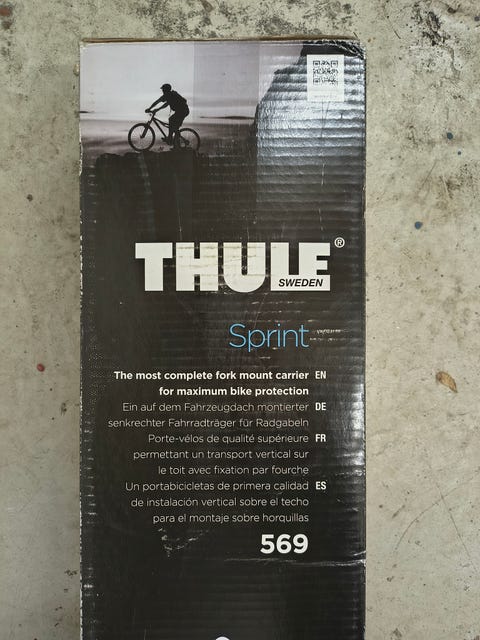 THULE®
SWEDEN
Sprint
The most complete fork mount carrier EN
for maximum bike protection
Ein auf dem Fahrzeugdach montierter DE
senkrechter Fahrradträger für Radgabeln
Porte-vélos de qualité supérieure FR
permettant un transport vertical sur
le toit avec fixation par fourche
Un portabicicletas de primera calidad ES
de instalación vertical sobre el techo
para el montaje sobre horquillas
569